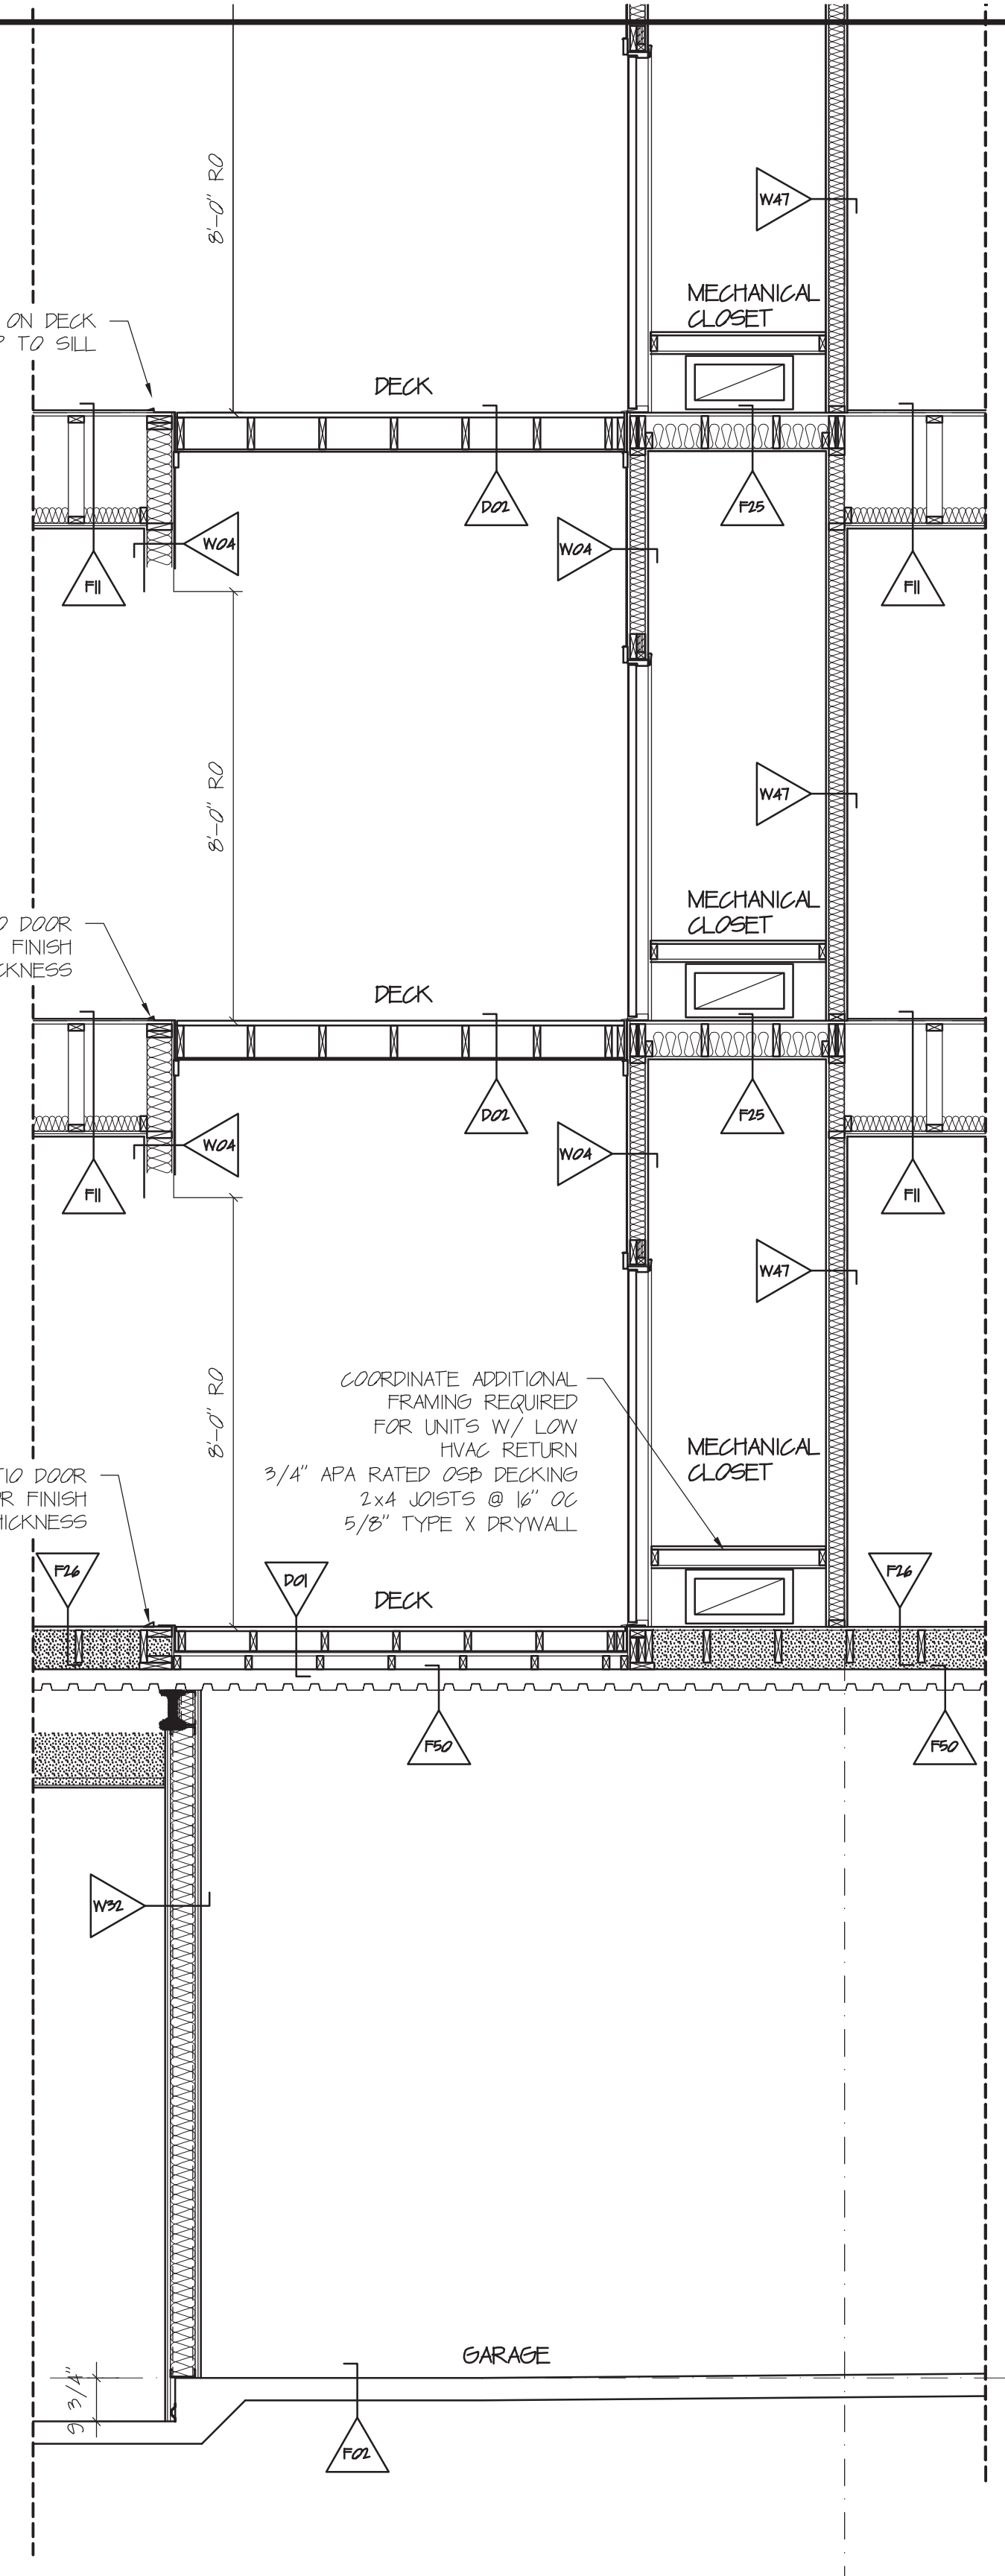 8'-0" RO
W47
MECHANICAL
CLOSET
ON DECK
TO SILL
DECK
D02
F25
W04
W04
F11
F11
8'-0" RO
W47
MECHANICAL
CLOSET
DOOR
FINISH
DECK
D02
F25
W04
W04
F11
F11
W47
8'-0" RO
COORDINATE ADDITIONAL
FRAMING REQUIRED
FOR UNITS W/ LOW
HVAC RETURN
3/4" APA RATED OSB DECKING
2x4 JOISTS @ 16" OC
5/8" TYPE X DRYWALL
MECHANICAL
CLOSET
DOOR
FINISH
F26
D01
DECK
F26
F50
F50
W32
GARAGE
9 3/4"
F02